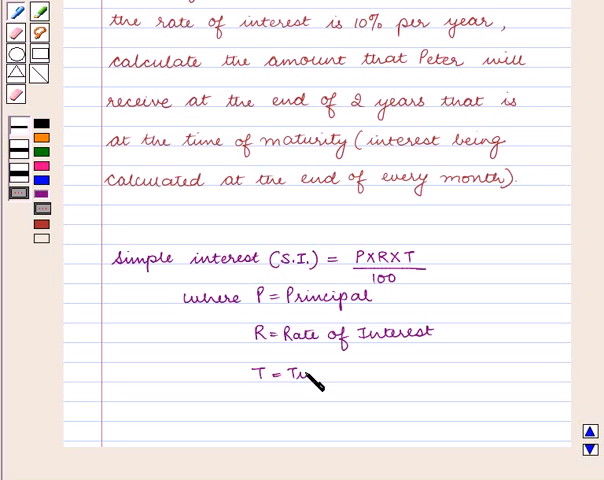 the rate of interest is 10% per year,
calculate the amount that Peter will
receive at the end of 2 years that is
at the time of maturity (interest being
calculated at the end of every month).
Simple interest (S.I.) = P×R×T
100
where P = Principal
R = Rate of Interest
T =